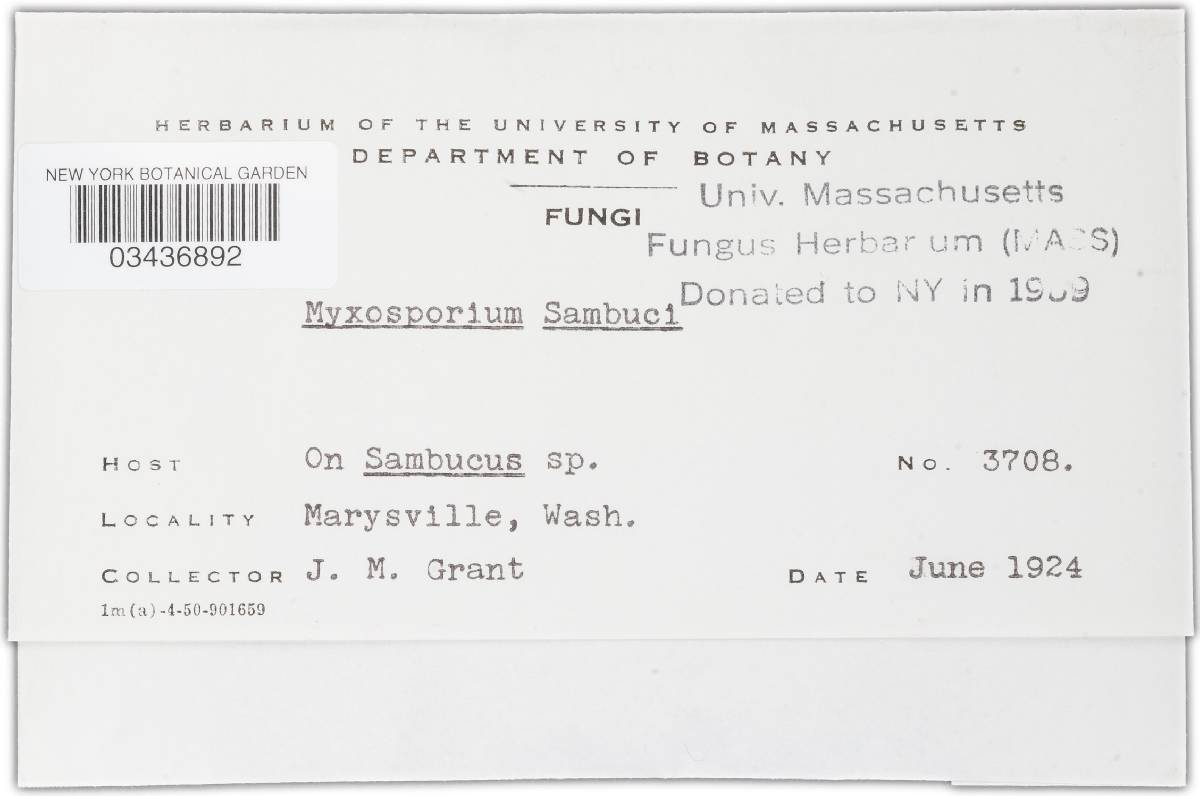 HERBARIUM OF THE UNIVERSITY OF MASSACHUSETTS
DEPARTMENT OF BOTANY
NEW YORK BOTANICAL GARDEN
03436892
FUNGI
Univ. Massachusetts
Fungus Herbarium (MASS)
Donated to NY in
Myxosporium Sambuci
HOST On Sambucus sp. No. 3708.
LOCALITY Marysville, Wash.
COLLECTOR J. M. Grant DATE June 1924
1m(a)-4-50-901659